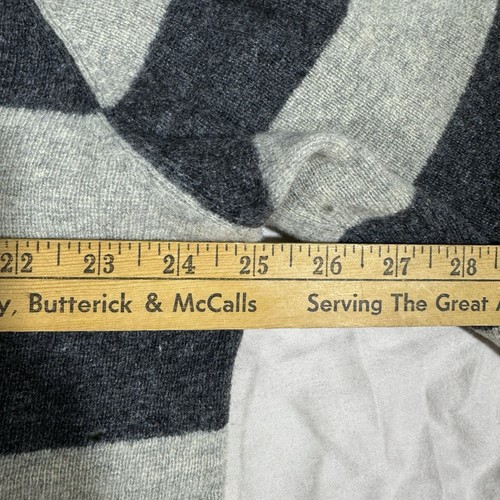 22 23 24 25 26 27 28
y, Butterick & McCalls Serving The Great